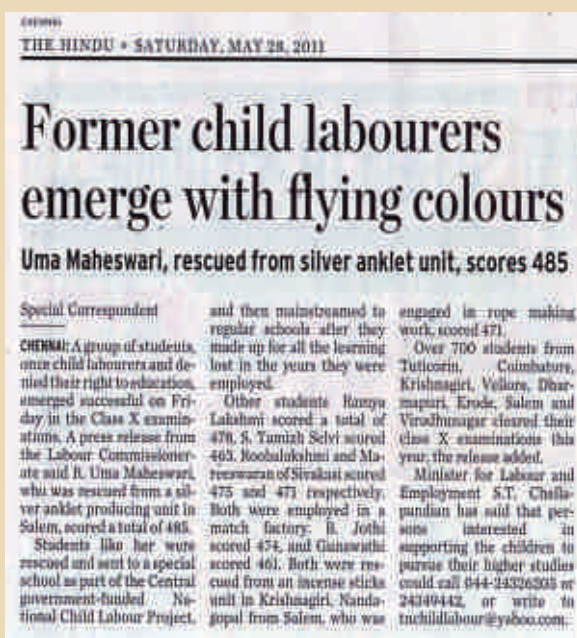 CHENNAI
THE HINDU • SATURDAY, MAY 28, 2011
Former child labourers
emerge with flying colours
Uma Maheswari, rescued from silver anklet unit, scores 485
Special Correspondent
CHENNAI: A group of students,
once child labourers and de-
nied their right to education,
emerged successful on Fri-
day in the Class X examin-
ations. A press release from
the Labour Commissioner-
ate said R. Uma Maheswari,
who was rescued from a sil-
ver anklet producing unit in
Salem, scored a total of 485.
Students like her were
rescued and sent to a special
school as part of the Central
government-funded Na-
tional Child Labour Project,
and then mainstreamed to
regular schools after they
made up for all the learning
lost in the years they were
employed.
Other students Ramya
Lakshmi scored a total of
478, S. Tamizh Selvi scored
463. Roobalakshmi and Ma-
reeswaran of Sivakasi scored
475 and 471 respectively.
Both were employed in a
match factory. B. Jothi
scored 454, and Gunawathi
scored 461. Both were res-
cued from an incense sticks
unit in Krishnagiri. Nanda-
gopal from Salem, who was
engaged in rope making
work, scored 471.
Over 700 students from
Tuticorin, Coimbatore,
Krishnagiri, Vellore, Dhar-
mapuri, Erode, Salem and
Virudhunagar cleared their
class X examinations this
year, the release added.
Minister for Labour and
Employment S.T. Chella-
pandian has said that per-
sons interested in
supporting the children to
pursue their higher studies
could call 044-24326205 or
24349442, or write to
tnchildlabour@yahoo.com.